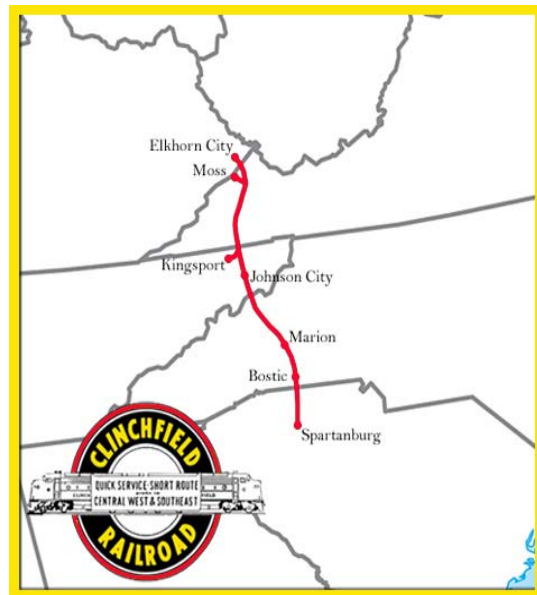 Elkhorn City
Moss
Kingsport
Johnson City
Marion
Bostic
Spartanburg
CLINCHFIELD
QUICK SERVICE·SHORT ROUTE
CENTRAL WEST & SOUTHEAST
RAILROAD